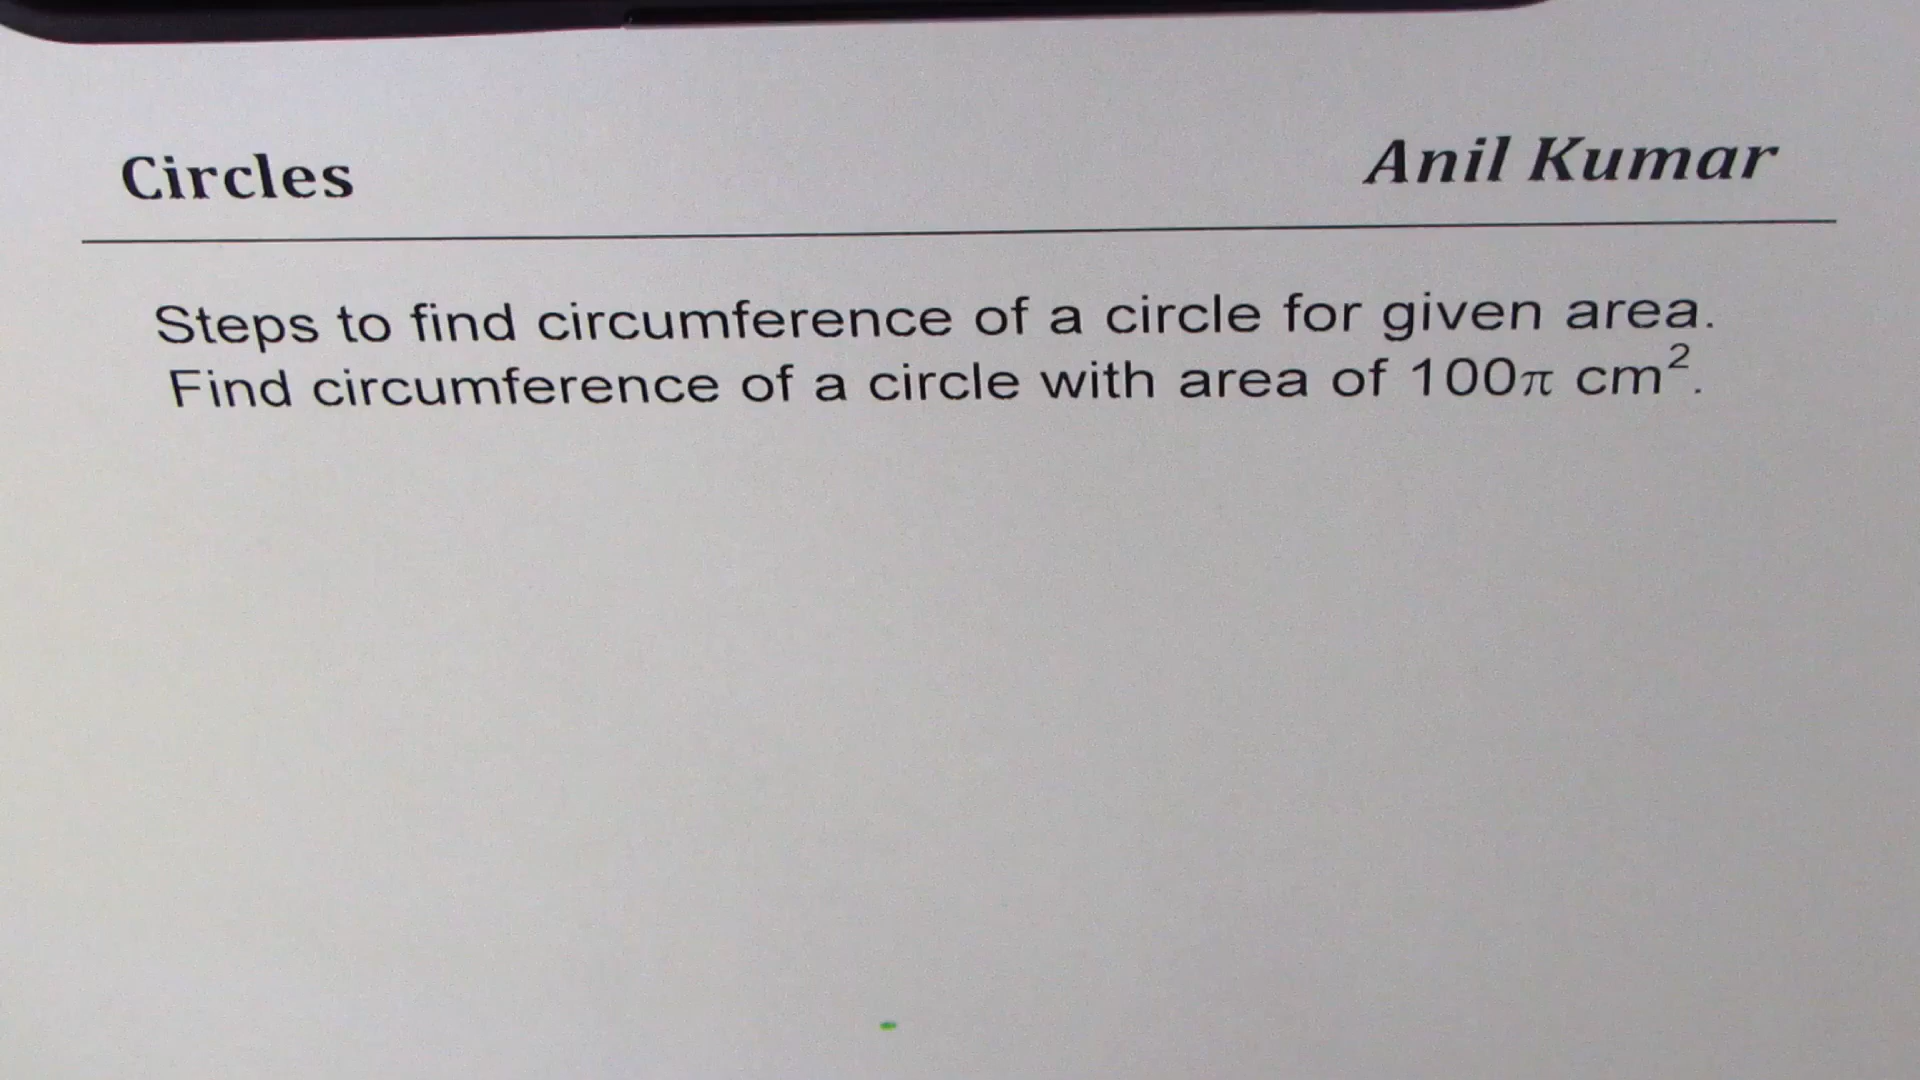 Circles
Anil Kumar
Steps to find circumference of a circle for given area.
Find circumference of a circle with area of 100π cm².